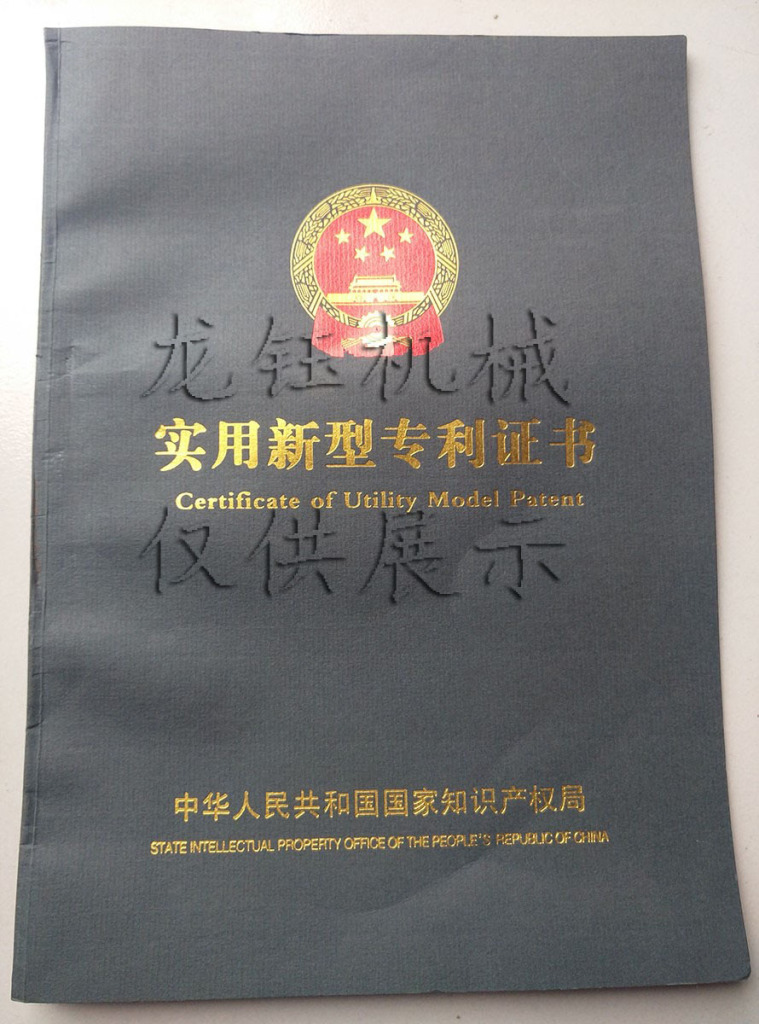 龙钰机械
实用新型专利证书
Certificate of Utility Model Patent
仅供展示
中华人民共和国国家知识产权局
STATE INTELLECTUAL PROPERTY OFFICE OF THE PEOPLE'S REPUBLIC OF CHINA